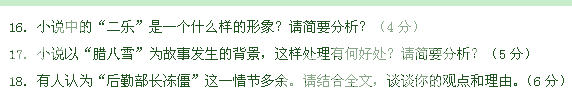 16. 小说中的“二乐”是一个什么样的形象？请简要分析？（4 分）
17. 小说以“腊八雪”为故事发生的背景，这样处理有何好处？请简要分析？（5 分）
18. 有人认为“后勤部长冻僵”这一情节多余。请结合全文，谈谈你的观点和理由。（6 分）